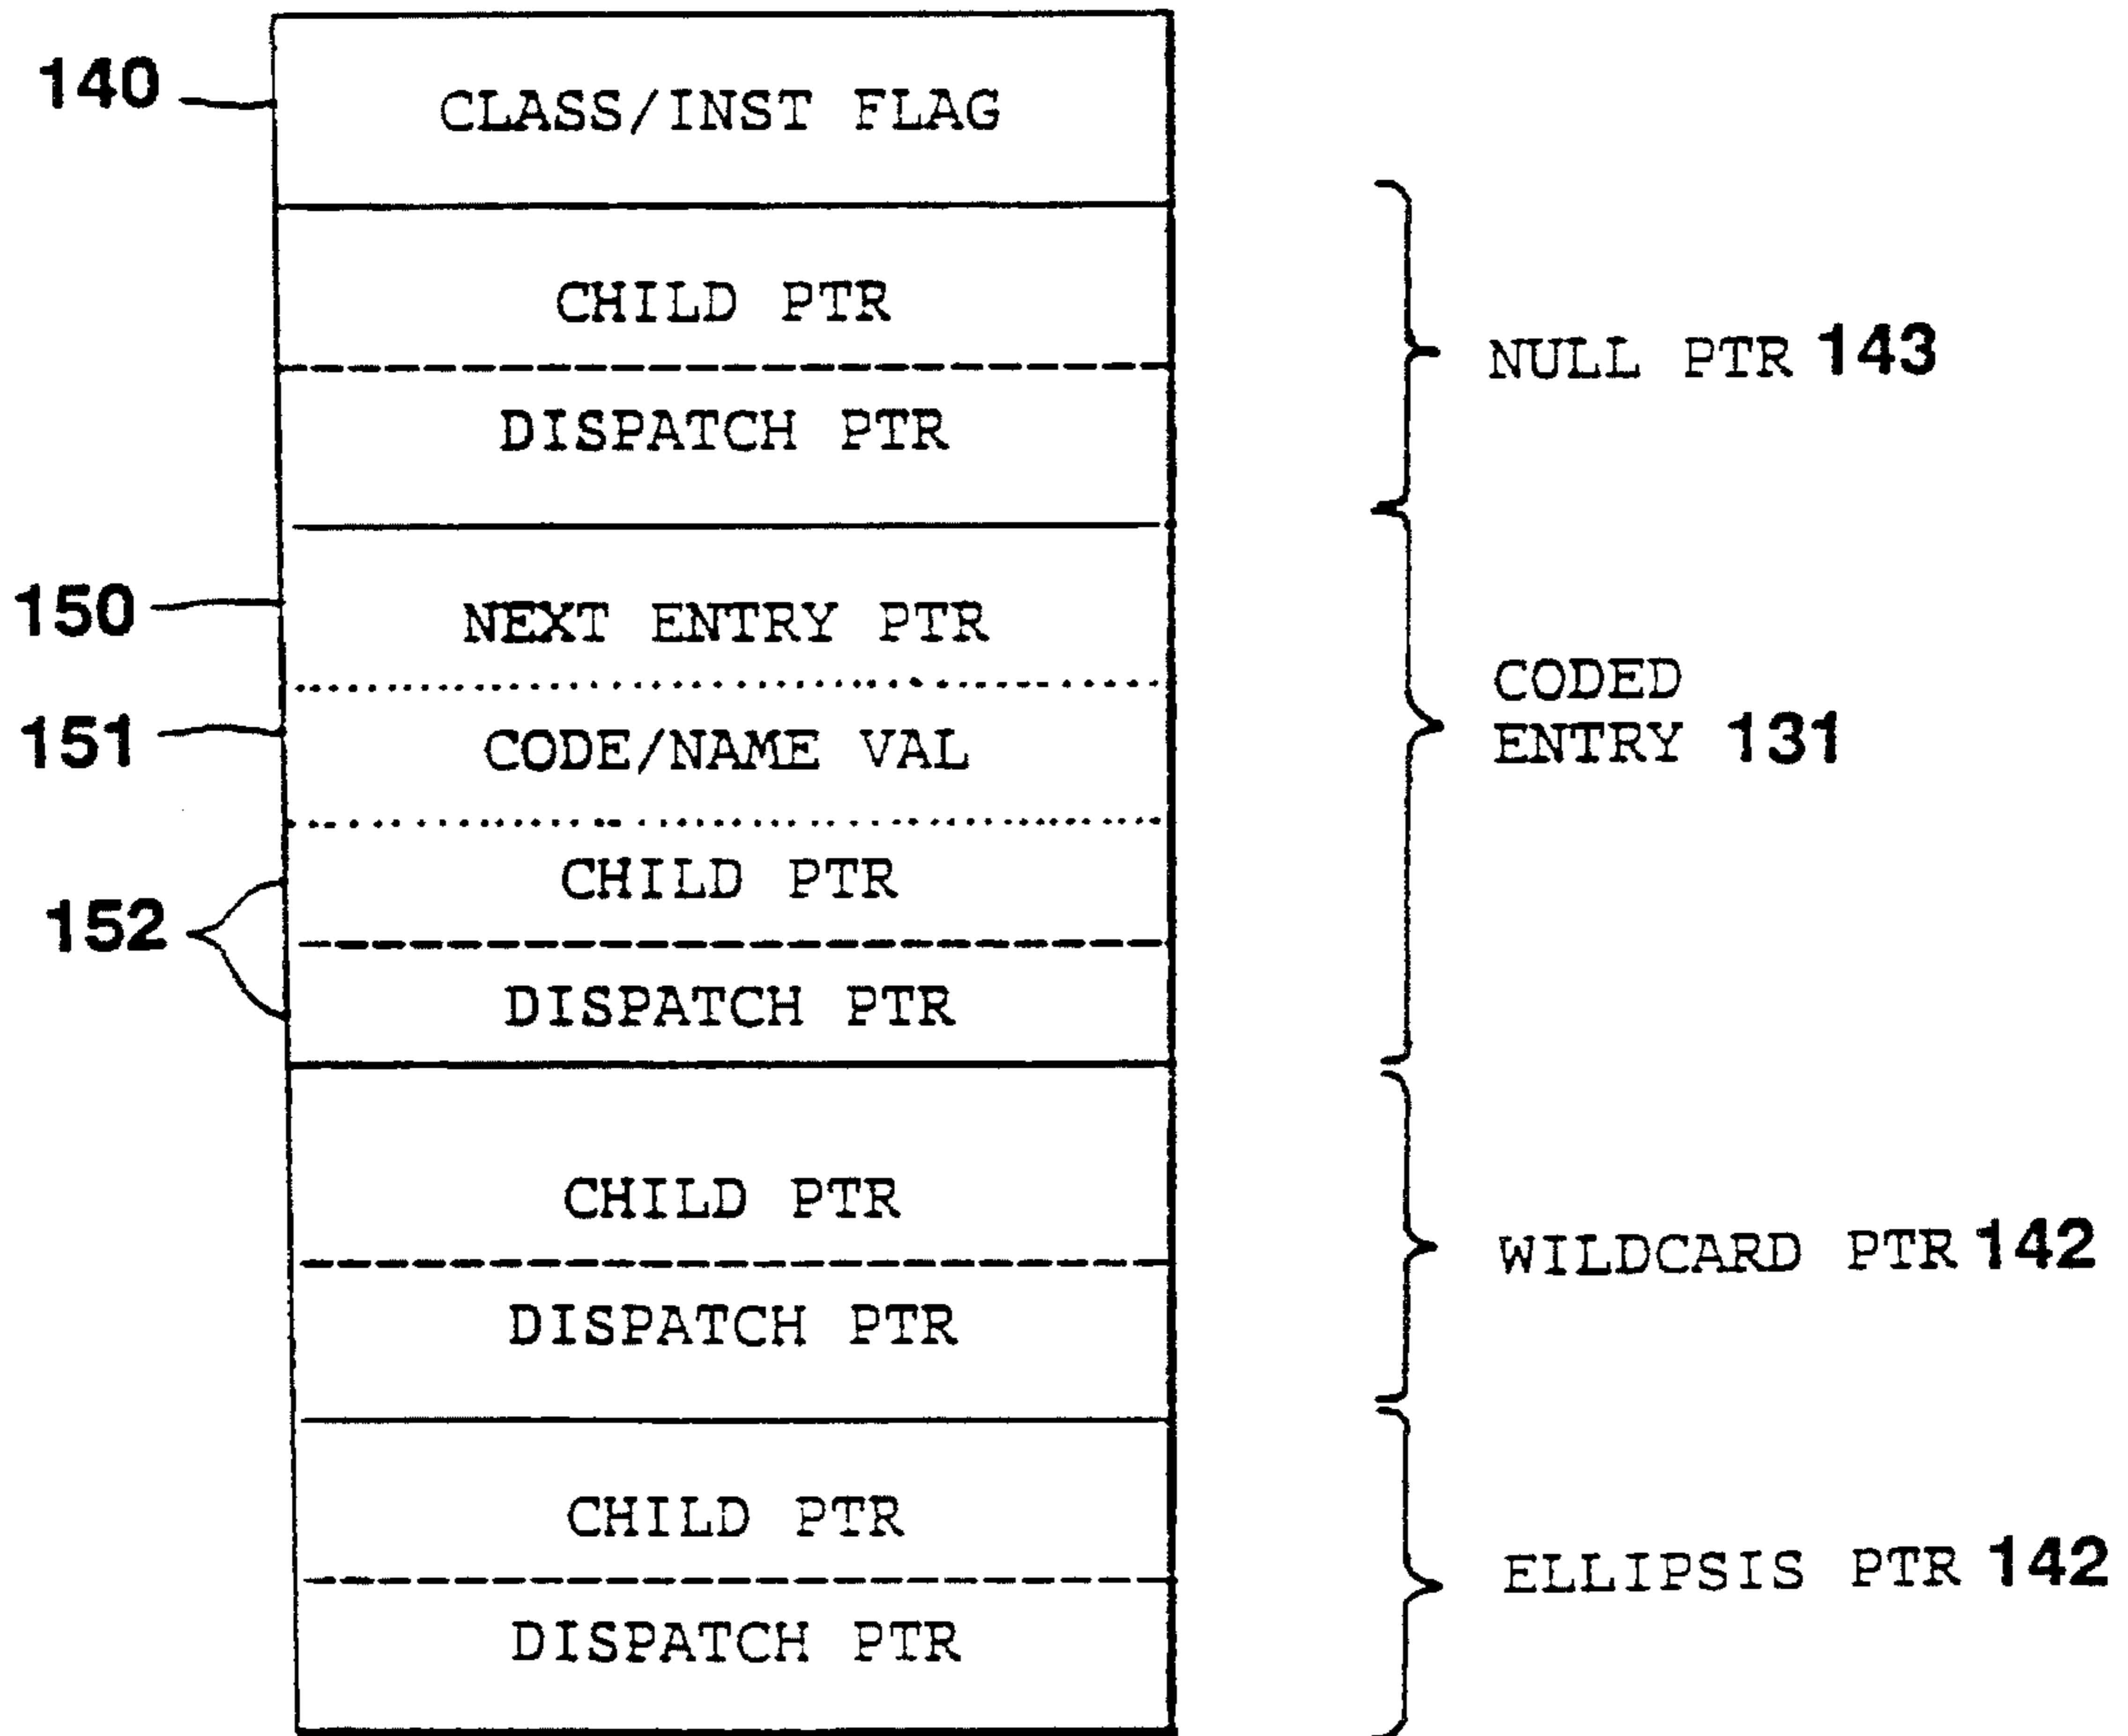 140
CLASS/INST FLAG
CHILD PTR
DISPATCH PTR
NULL PTR 143
150
NEXT ENTRY PTR
151
CODE/NAME VAL
CODED
ENTRY 131
152
CHILD PTR
DISPATCH PTR
CHILD PTR
DISPATCH PTR
WILDCARD PTR 142
CHILD PTR
DISPATCH PTR
ELLIPSIS PTR 142